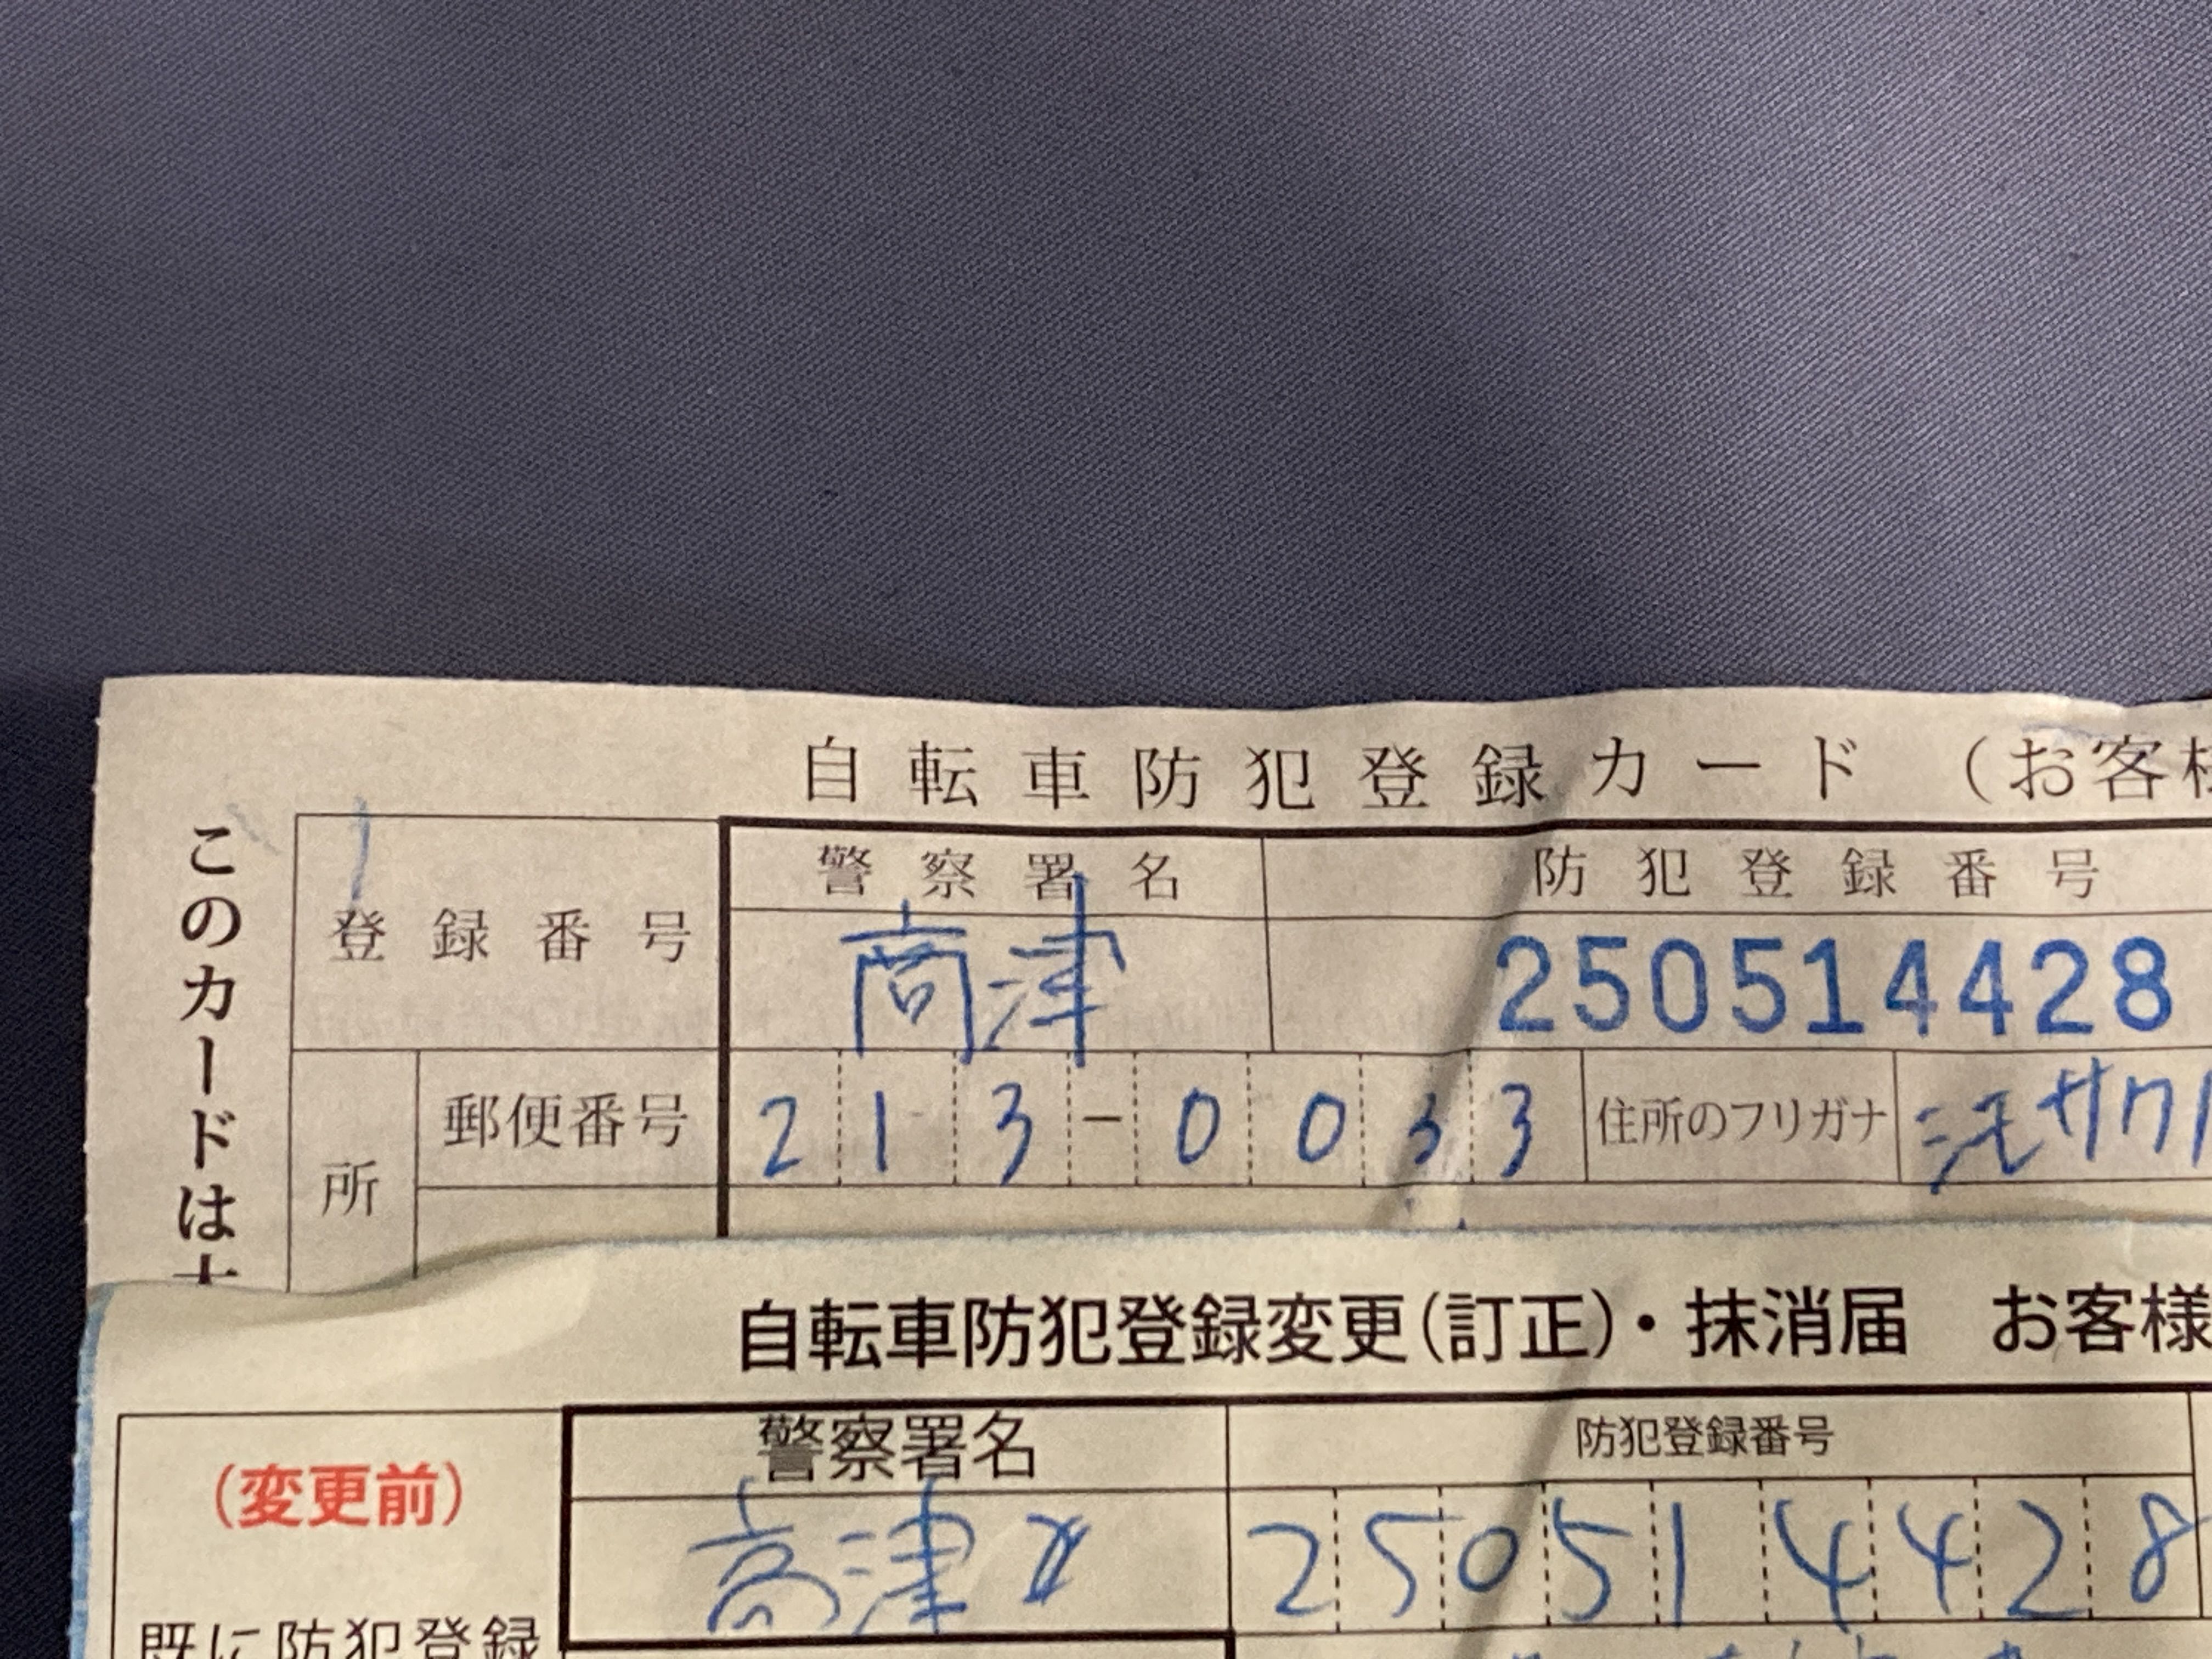 自転車防犯登録カード（お客様
このカードは
登録番号
警察署名
防犯登録番号
高津
250514428
所
郵便番号
213-0033
住所のフリガナ
自転車防犯登録変更(訂正)・抹消届 お客様
(変更前)
警察署名
防犯登録番号
高津
250514428
既に防犯登録